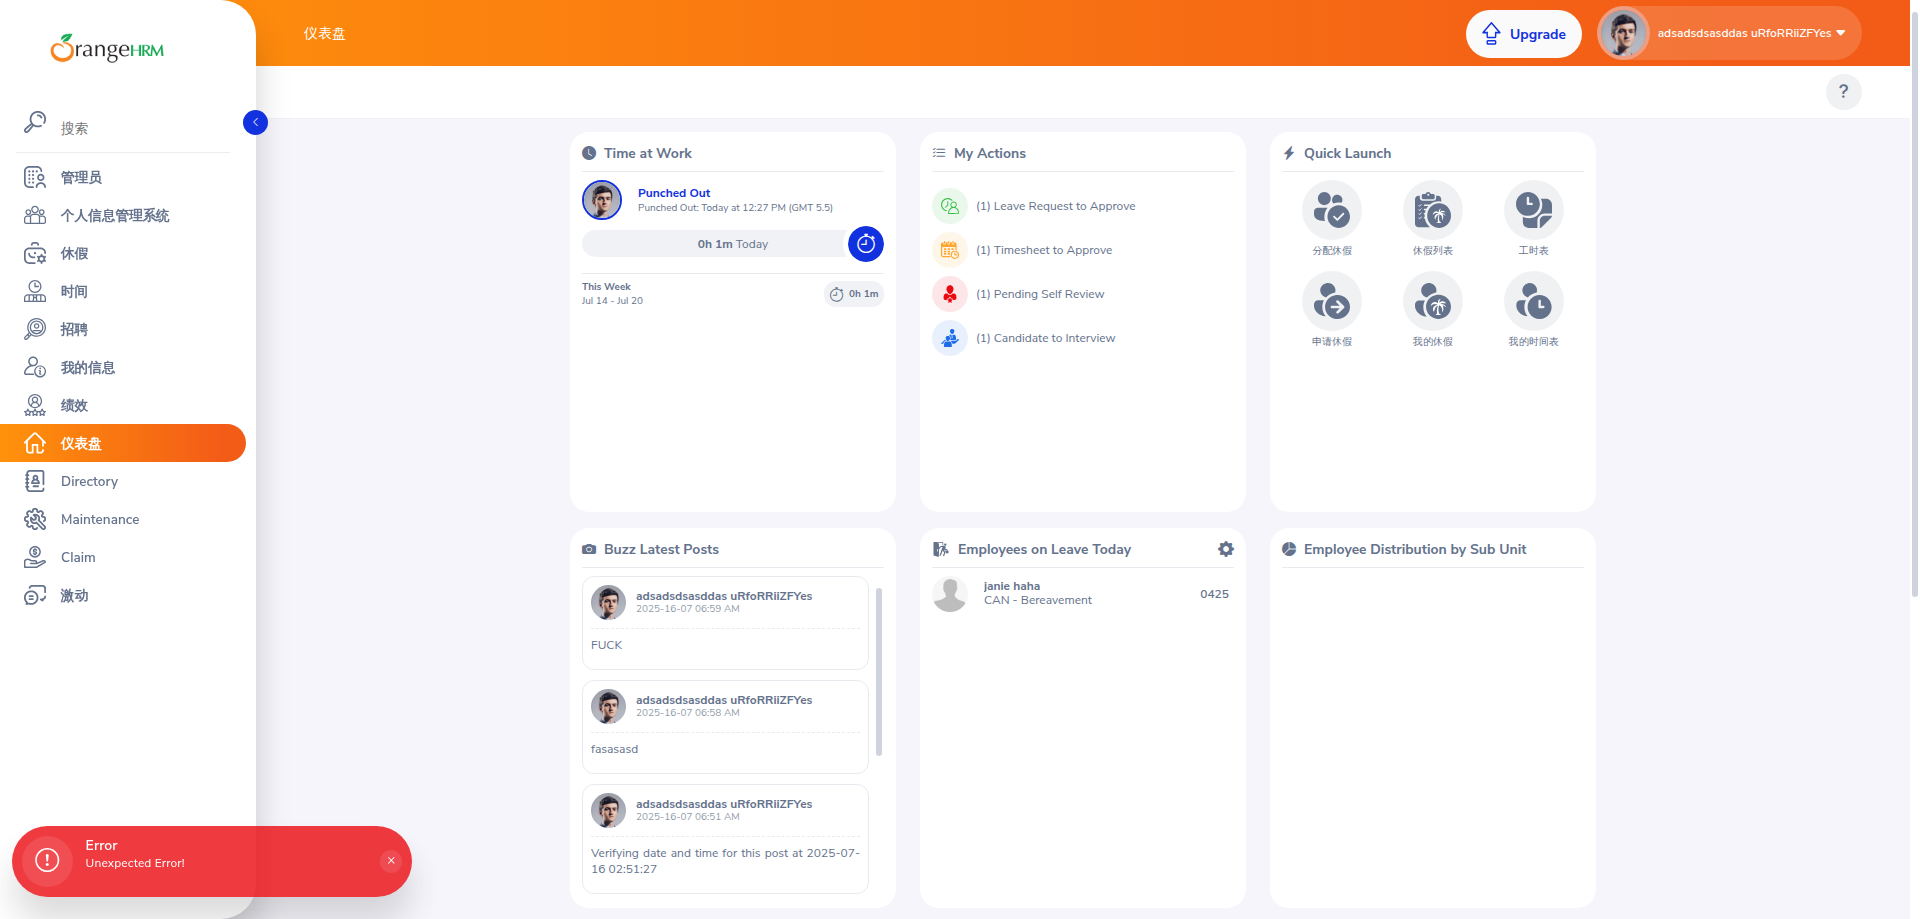 OrangeHRM
搜索
管理员
个人信息管理系统
休假
时间
招聘
我的信息
绩效
仪表盘
Directory
Maintenance
Claim
激动
仪表盘
Upgrade
adsadsdsasddas uRfoRRiiZFYes
?
Time at Work
Punched Out
Punched Out: Today at 12:27 PM (GMT 5.5)
0h 1m Today
This Week
Jul 14 - Jul 20
0h 1m
My Actions
(1) Leave Request to Approve
(1) Timesheet to Approve
(1) Pending Self Review
(1) Candidate to Interview
Quick Launch
分配休假
休假列表
工时表
申请休假
我的休假
我的时间表
Buzz Latest Posts
adsadsdsasddas uRfoRRiiZFYes
2025-16-07 06:59 AM
FUCK
adsadsdsasddas uRfoRRiiZFYes
2025-16-07 06:58 AM
fasasasd
adsadsdsasddas uRfoRRiiZFYes
2025-16-07 06:51 AM
Verifying date and time for this post at 2025-07-
16 02:51:27
Employees on Leave Today
janie haha
CAN - Bereavement
0425
Employee Distribution by Sub Unit
Error
Unexpected Error!